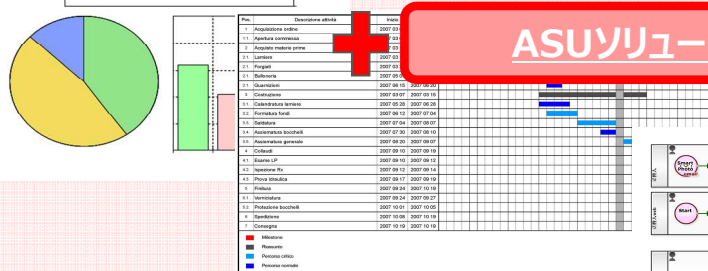 ASUソリュー
Pos. Descrizione attività Inizio
1 Acquisizione ordine 2007 03
1.1 Apertura commessa 2007 03
2 Acquisto materie prime
2.1 Lamiere 2007 03
2.1 Forgiati 2007 03
2.1 Bulloneria 2007 05
2.1 Guarnizioni 2007 06 15 2007 06 20
3 Costruzione 2007 03 07 2007 03 19
3.1 Calandratura lamiere 2007 05 28 2007 06 28
3.2 Formatura fondi 2007 06 12 2007 07 04
3.3 Saldatura 2007 07 04 2007 08 07
3.4 Assiematura bocchelli 2007 07 30 2007 08 10
3.5 Assiematura generale 2007 08 20 2007 09 07
4 Collaudi 2007 09 10 2007 09 19
4.1 Esame LP 2007 09 10 2007 09 12
4.2 Ispezione Rx 2007 09 12 2007 09 14
4.5 Prova idraulica 2007 09 17 2007 09 19
5 Finitura 2007 09 24 2007 10 19
5.1 Verniciatura 2007 09 24 2007 09 27
5.2 Protezione bocchelli 2007 10 01 2007 10 05
6 Spedizione 2007 10 08 2007 10 19
7 Consegna 2007 10 19 2007 10 19
Milestone
Riassunto
Percorso critico
Percorso normale
Smart
Photo
email
Start